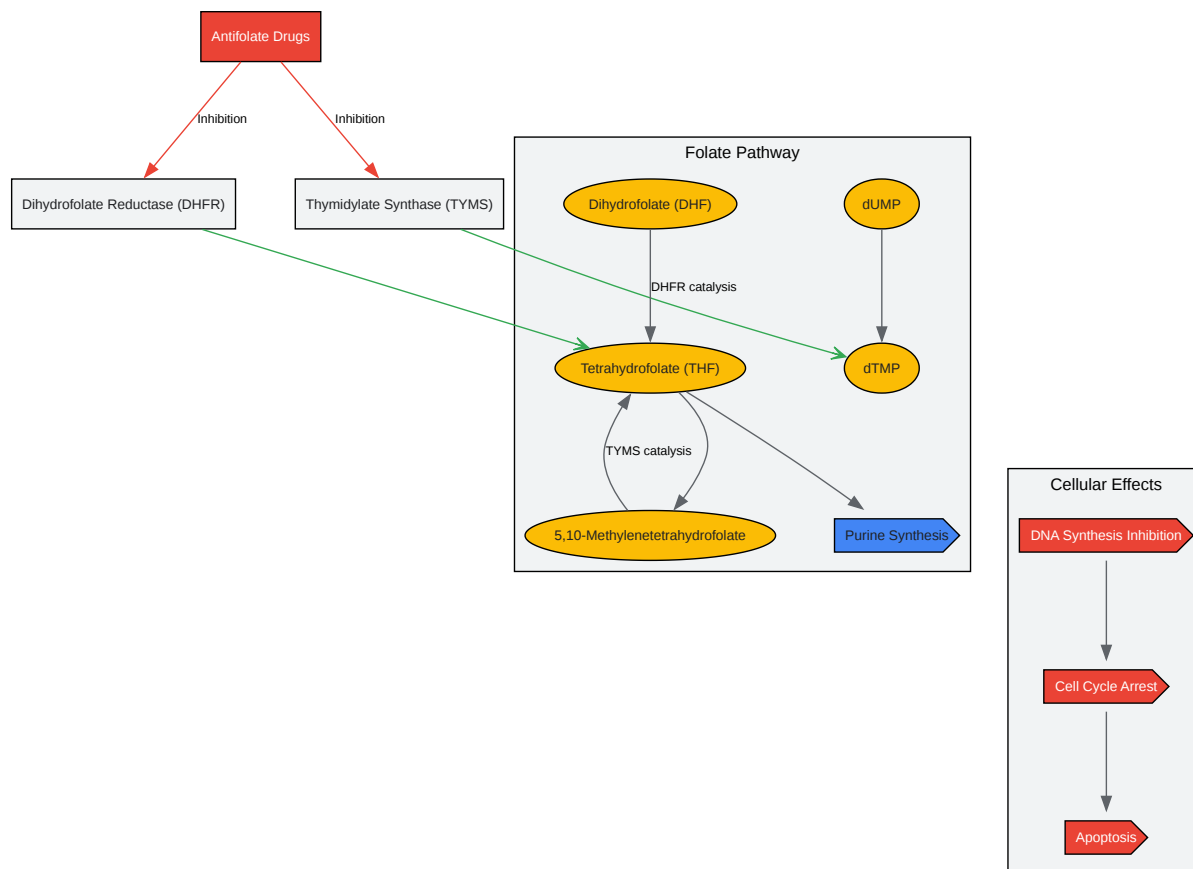 Antifolate Drugs
Inhibition
Inhibition
Folate Pathway
Dihydrofolate Reductase (DHFR)
Thymidylate Synthase (TYMS)
Dihydrofolate (DHF)
dUMP
DHFR catalysis
Tetrahydrofolate (THF)
dTMP
TYMS catalysis
5,10-Methylenetetrahydrofolate
Purine Synthesis
Cellular Effects
DNA Synthesis Inhibition
Cell Cycle Arrest
Apoptosis